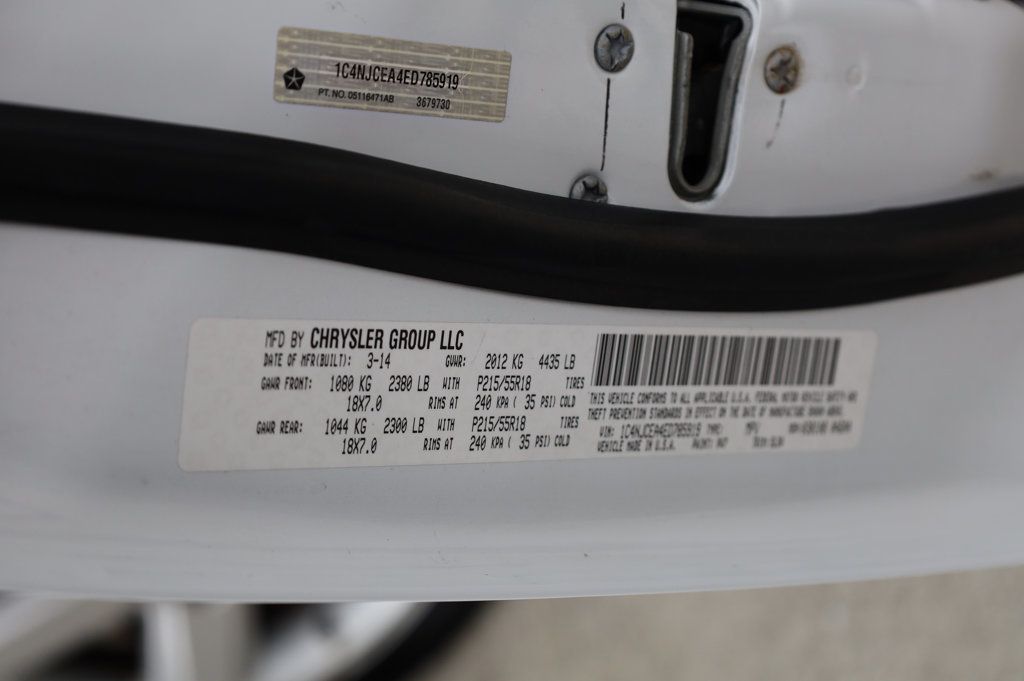 1C4NJCEA4ED785919
PT. NO. 05116471AB 3679730
MFD BY CHRYSLER GROUP LLC
DATE OF MFR(BUILT): 3-14 GVWR: 2012 KG 4435 LB
GAWR FRONT: 1080 KG 2380 LB WITH P215/55R18 TIRES
18X7.0 RIMS AT 240 KPA ( 35 PSI) COLD
GAWR REAR: 1044 KG 2300 LB WITH P215/55R18 TIRES
18X7.0 RIMS AT 240 KPA ( 35 PSI) COLD
THIS VEHICLE CONFORMS TO ALL APPLICABLE U.S.A. FEDERAL MOTOR VEHICLE SAFETY AND
THEFT PREVENTION STANDARDS IN EFFECT ON THE DATE OF MANUFACTURE SHOWN ABOVE.
VIN: 1C4NJCEA4ED785919 TYPE: MPV
VEHICLE MADE IN U.S.A. PAINT: PW7